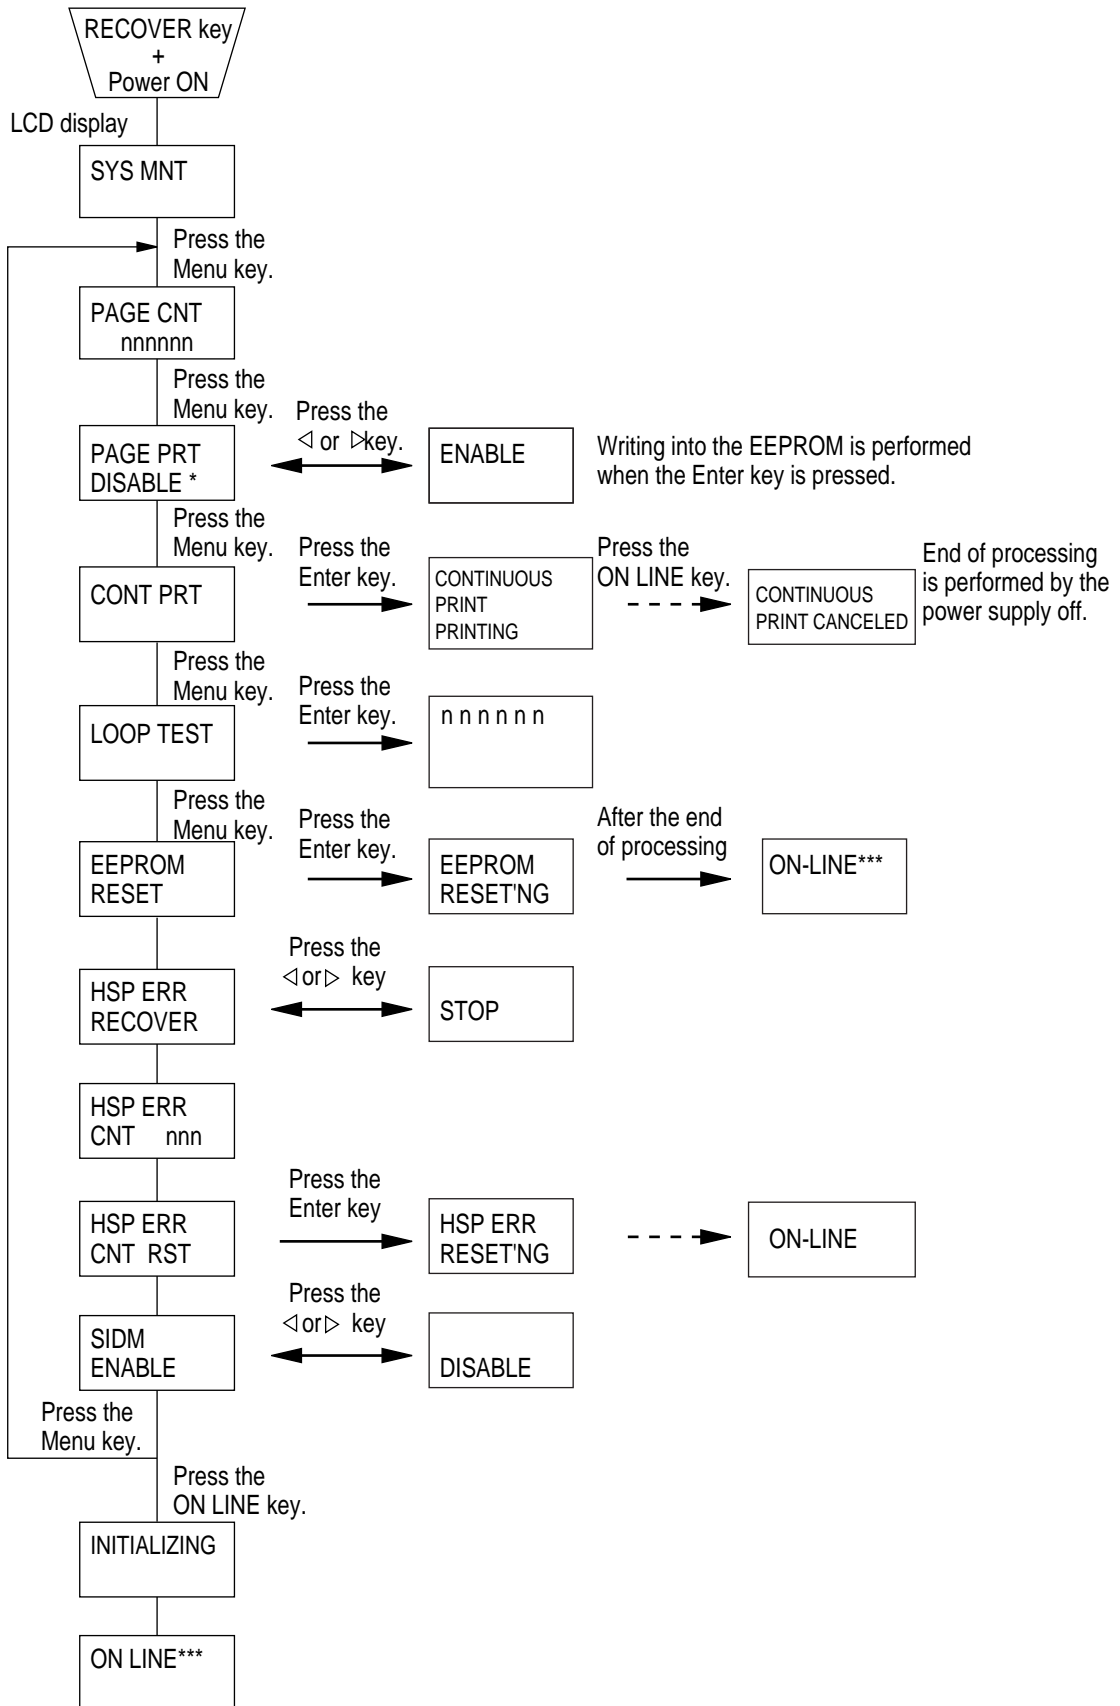 RECOVER key
+
Power ON
LCD display
SYS MNT
Press the
Menu key.
PAGE CNT
nnnnnn
Press the
Menu key.
PAGE PRT
DISABLE *
Press the
◁ or ▷key.
ENABLE
Writing into the EEPROM is performed
when the Enter key is pressed.
Press the
Menu key.
CONT PRT
Press the
Enter key.
CONTINUOUS
PRINT
PRINTING
Press the
ON LINE key.
CONTINUOUS
PRINT CANCELED
End of processing
is performed by the
power supply off.
Press the
Menu key.
LOOP TEST
Press the
Enter key.
n n n n n n
Press the
Menu key.
EEPROM
RESET
Press the
Enter key.
EEPROM
RESET'NG
After the end
of processing
ON-LINE***
HSP ERR
RECOVER
Press the
◁or▷ key
STOP
HSP ERR
CNT nnn
HSP ERR
CNT RST
Press the
Enter key
HSP ERR
RESET'NG
ON-LINE
SIDM
ENABLE
Press the
◁or▷ key
DISABLE
Press the
Menu key.
Press the
ON LINE key.
INITIALIZING
ON LINE***